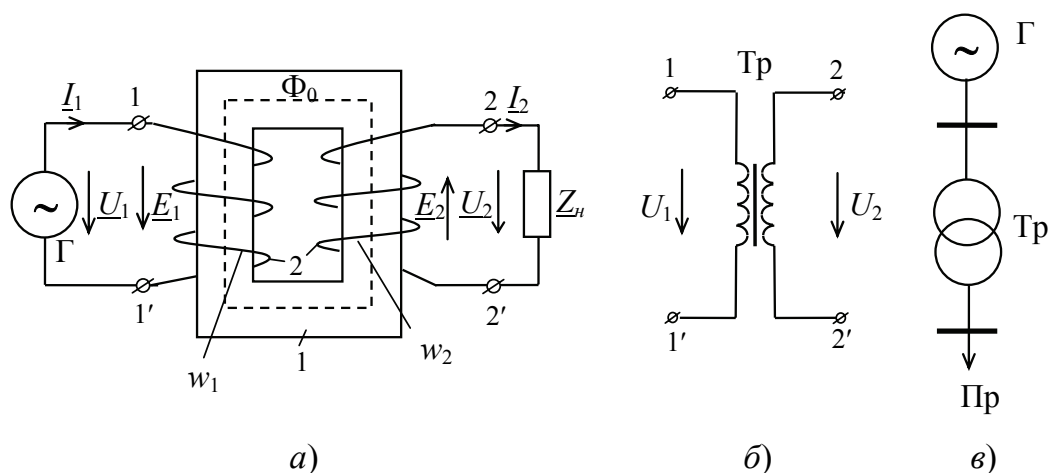 I1 1
Φ0
2 I2
Г
U1 E1
E2 U2
Zн
2
1′
2′
1
w1
w2
а)
1 Тр 2
U1
U2
1′ 2′
б)
Г
Тр
Пр
в)